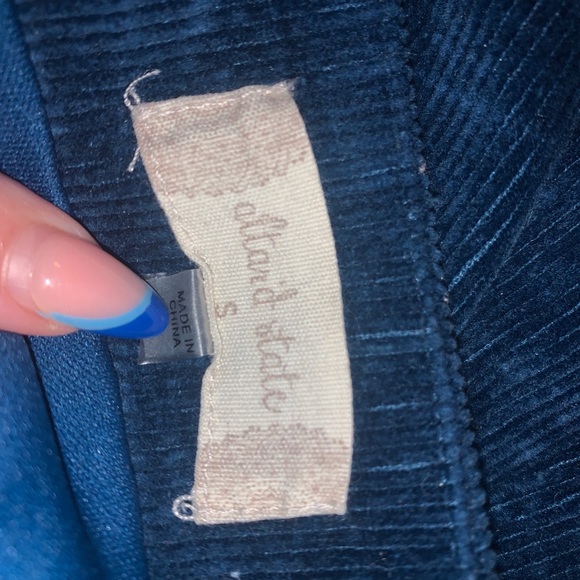 altar'd state
S
MADE IN
CHINA